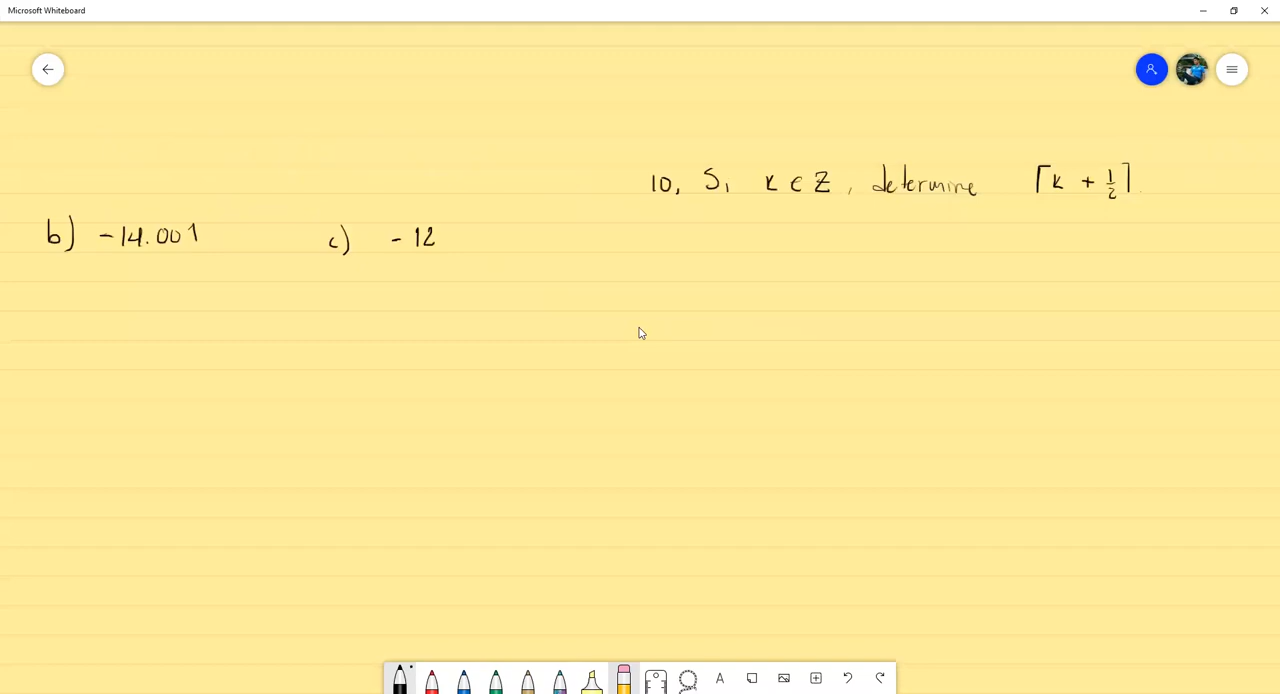 Microsoft Whiteboard
10, Si k ∈ Z, determine ⌈k + 1/2⌉.
b) -14.001 c) -12
A